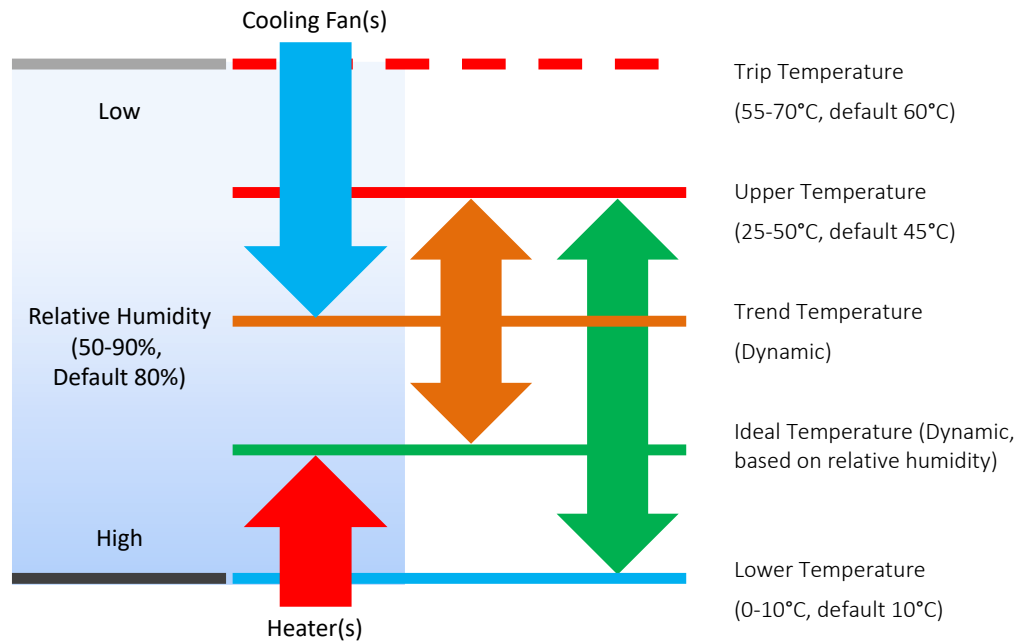 Cooling Fan(s)
Low
Relative Humidity
(50-90%,
Default 80%)
High
Heater(s)
Trip Temperature
(55-70°C, default 60°C)
Upper Temperature
(25-50°C, default 45°C)
Trend Temperature
(Dynamic)
Ideal Temperature (Dynamic,
based on relative humidity)
Lower Temperature
(0-10°C, default 10°C)